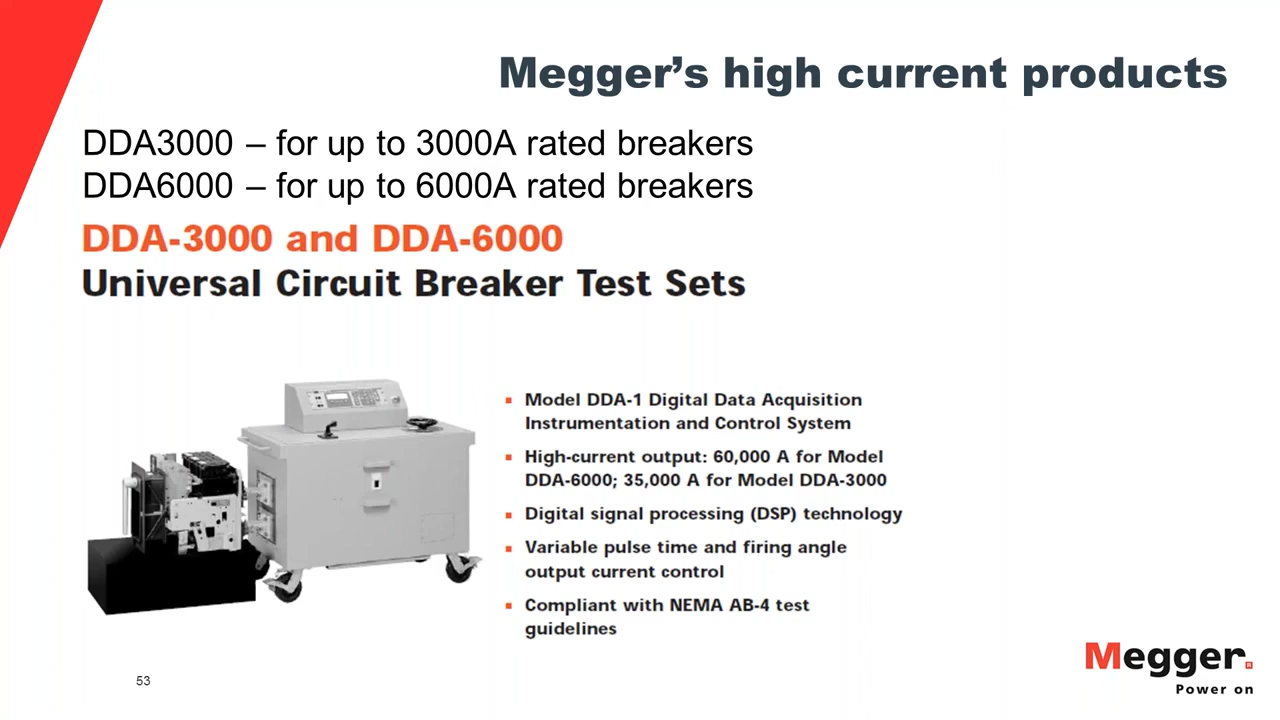 Megger’s high current products
DDA3000 – for up to 3000A rated breakers
DDA6000 – for up to 6000A rated breakers
DDA-3000 and DDA-6000
Universal Circuit Breaker Test Sets
Model DDA-1 Digital Data Acquisition
Instrumentation and Control System
High-current output: 60,000 A for Model
DDA-6000; 35,000 A for Model DDA-3000
Digital signal processing (DSP) technology
Variable pulse time and firing angle
output current control
Compliant with NEMA AB-4 test
guidelines
Megger®
Power on
53